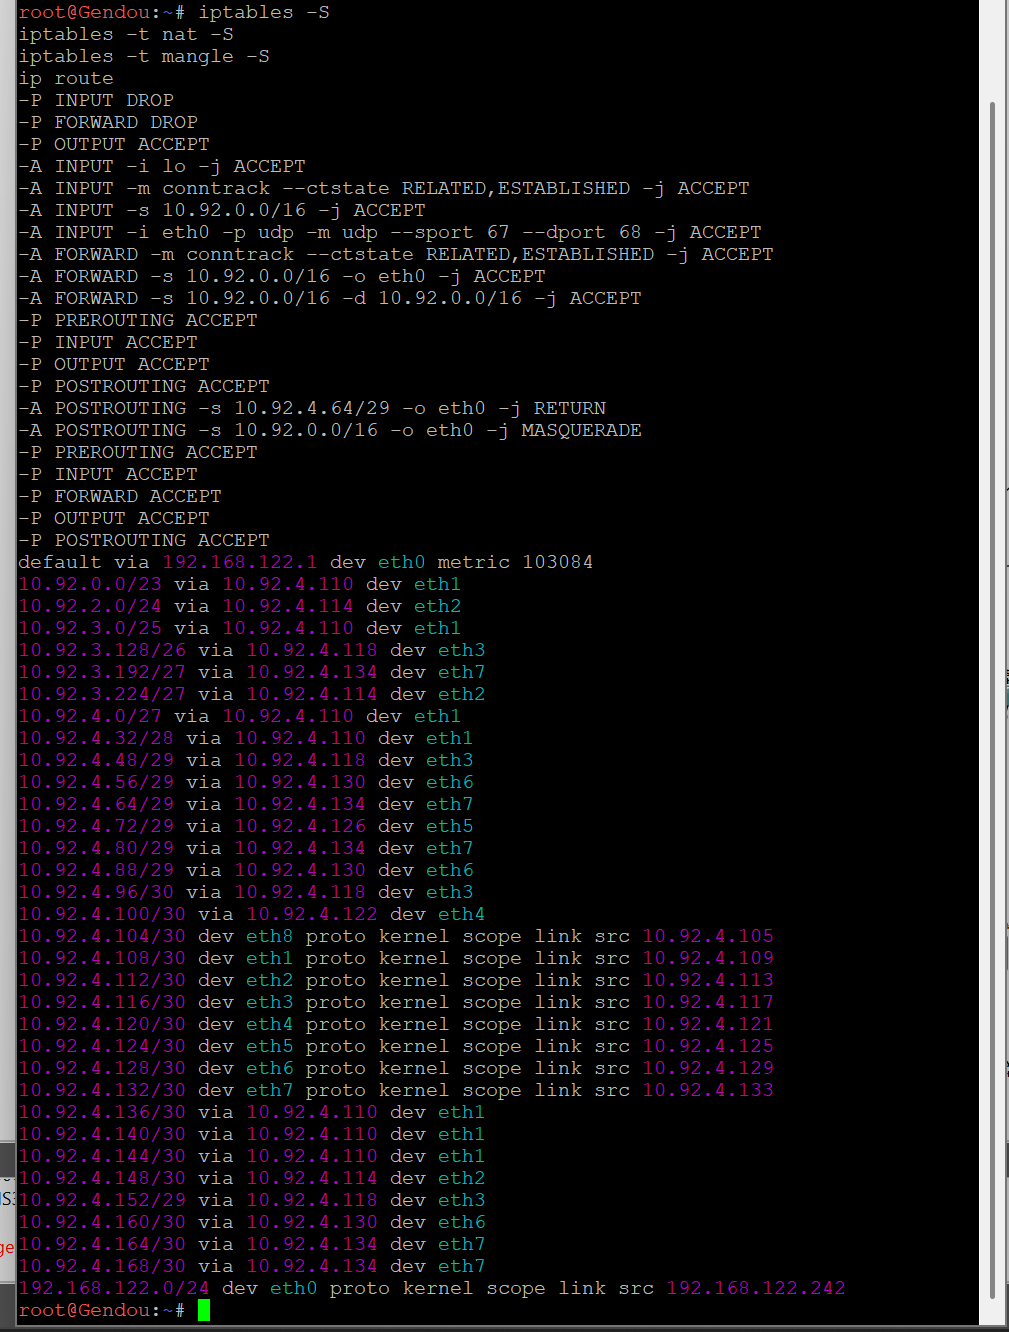 root@Gendou:~# iptables -S
iptables -t nat -S
iptables -t mangle -S
ip route
-P INPUT DROP
-P FORWARD DROP
-P OUTPUT ACCEPT
-A INPUT -i lo -j ACCEPT
-A INPUT -m conntrack --ctstate RELATED,ESTABLISHED -j ACCEPT
-A INPUT -s 10.92.0.0/16 -j ACCEPT
-A INPUT -i eth0 -p udp -m udp --sport 67 --dport 68 -j ACCEPT
-A FORWARD -m conntrack --ctstate RELATED,ESTABLISHED -j ACCEPT
-A FORWARD -s 10.92.0.0/16 -o eth0 -j ACCEPT
-A FORWARD -s 10.92.0.0/16 -d 10.92.0.0/16 -j ACCEPT
-P PREROUTING ACCEPT
-P INPUT ACCEPT
-P OUTPUT ACCEPT
-P POSTROUTING ACCEPT
-A POSTROUTING -s 10.92.4.64/29 -o eth0 -j RETURN
-A POSTROUTING -s 10.92.0.0/16 -o eth0 -j MASQUERADE
-P PREROUTING ACCEPT
-P INPUT ACCEPT
-P FORWARD ACCEPT
-P OUTPUT ACCEPT
-P POSTROUTING ACCEPT
default via 192.168.122.1 dev eth0 metric 103084
10.92.0.0/23 via 10.92.4.110 dev eth1
10.92.2.0/24 via 10.92.4.114 dev eth2
10.92.3.0/25 via 10.92.4.110 dev eth1
10.92.3.128/26 via 10.92.4.118 dev eth3
10.92.3.192/27 via 10.92.4.134 dev eth7
10.92.3.224/27 via 10.92.4.114 dev eth2
10.92.4.0/27 via 10.92.4.110 dev eth1
10.92.4.32/28 via 10.92.4.110 dev eth1
10.92.4.48/29 via 10.92.4.118 dev eth3
10.92.4.56/29 via 10.92.4.130 dev eth6
10.92.4.64/29 via 10.92.4.134 dev eth7
10.92.4.72/29 via 10.92.4.126 dev eth5
10.92.4.80/29 via 10.92.4.134 dev eth7
10.92.4.88/29 via 10.92.4.130 dev eth6
10.92.4.96/30 via 10.92.4.118 dev eth3
10.92.4.100/30 via 10.92.4.122 dev eth4
10.92.4.104/30 dev eth8 proto kernel scope link src 10.92.4.105
10.92.4.108/30 dev eth1 proto kernel scope link src 10.92.4.109
10.92.4.112/30 dev eth2 proto kernel scope link src 10.92.4.113
10.92.4.116/30 dev eth3 proto kernel scope link src 10.92.4.117
10.92.4.120/30 dev eth4 proto kernel scope link src 10.92.4.121
10.92.4.124/30 dev eth5 proto kernel scope link src 10.92.4.125
10.92.4.128/30 dev eth6 proto kernel scope link src 10.92.4.129
10.92.4.132/30 dev eth7 proto kernel scope link src 10.92.4.133
10.92.4.136/30 via 10.92.4.110 dev eth1
10.92.4.140/30 via 10.92.4.110 dev eth1
10.92.4.144/30 via 10.92.4.110 dev eth1
10.92.4.148/30 via 10.92.4.114 dev eth2
10.92.4.152/29 via 10.92.4.118 dev eth3
10.92.4.160/30 via 10.92.4.130 dev eth6
10.92.4.164/30 via 10.92.4.134 dev eth7
10.92.4.168/30 via 10.92.4.134 dev eth7
192.168.122.0/24 dev eth0 proto kernel scope link src 192.168.122.242
root@Gendou:~#